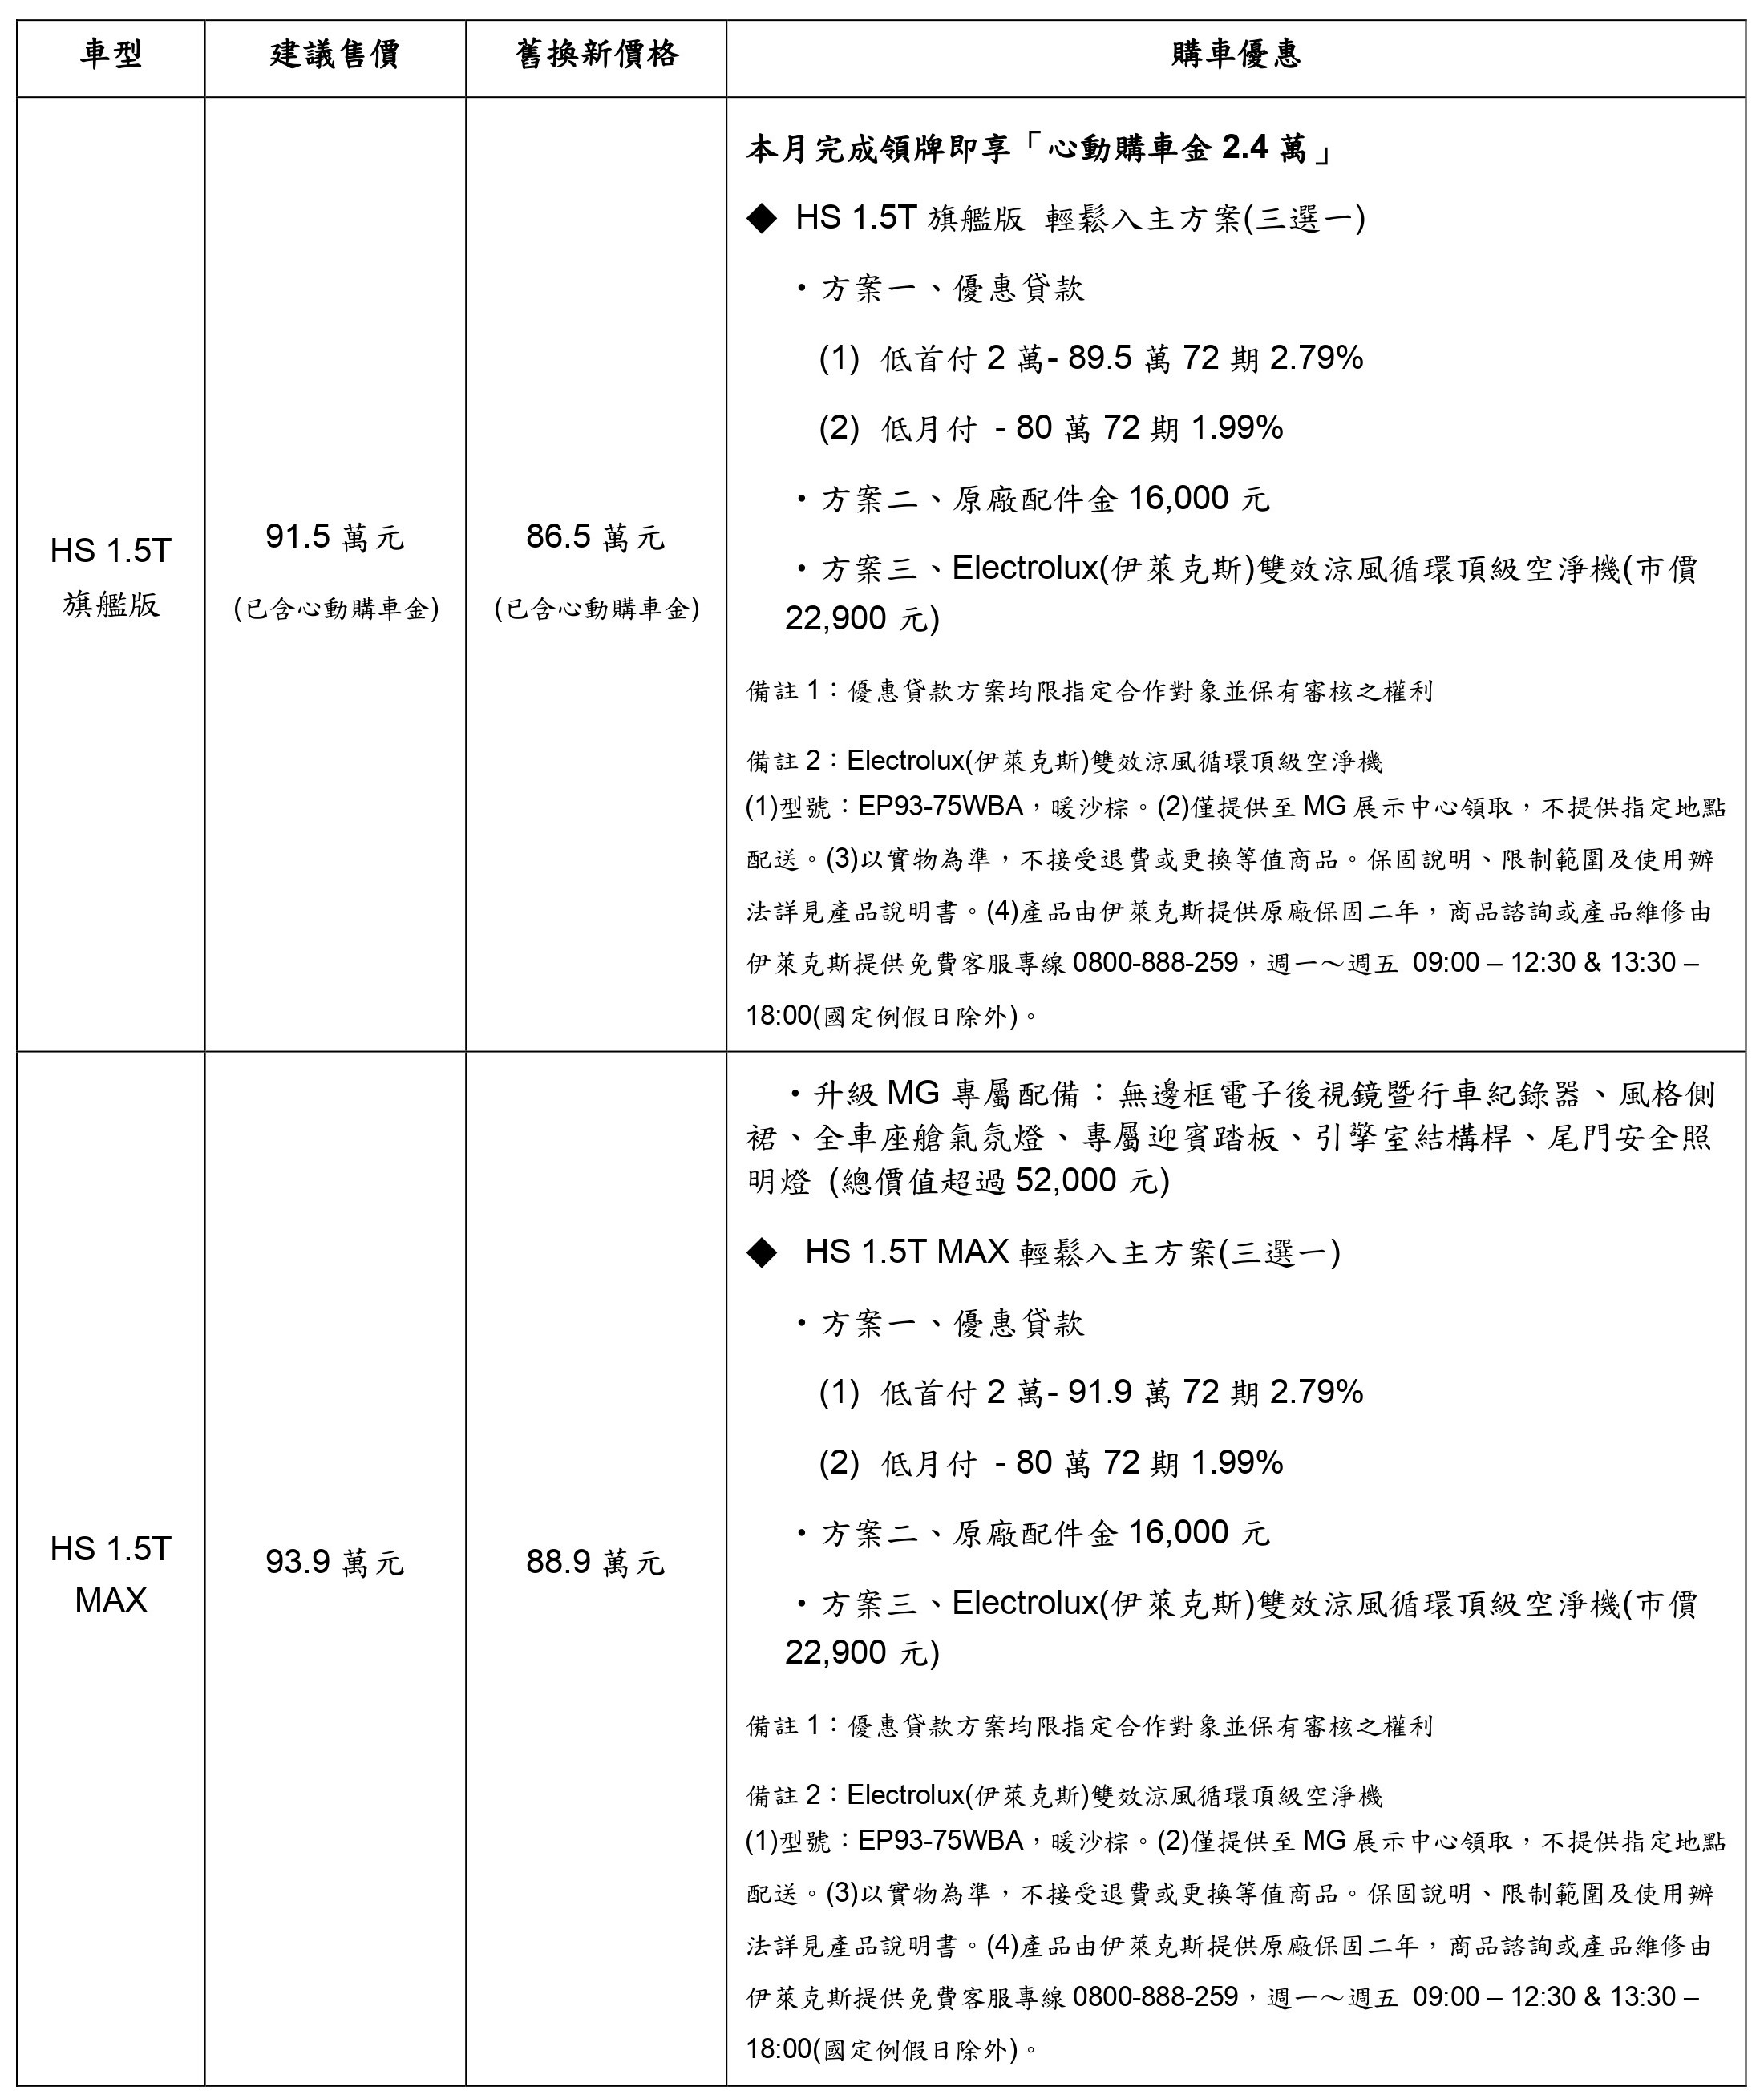 車型 建議售價 舊換新價格 購車優惠
HS 1.5T
旗艦版
91.5 萬元
(已含心動購車金)
86.5 萬元
(已含心動購車金)
本月完成領牌即享「心動購車金 2.4 萬」
◆ HS 1.5T 旗艦版 輕鬆入主方案(三選一)
・方案一、優惠貸款
(1) 低首付 2 萬- 89.5 萬 72 期 2.79%
(2) 低月付 - 80 萬 72 期 1.99%
・方案二、原廠配件金 16,000 元
・方案三、Electrolux(伊萊克斯)雙效涼風循環頂級空淨機(市價
22,900 元)
備註 1：優惠貸款方案均限指定合作對象並保有審核之權利
備註 2：Electrolux(伊萊克斯)雙效涼風循環頂級空淨機
(1)型號：EP93-75WBA，暖沙棕。(2)僅提供至 MG 展示中心領取，不提供指定地點
配送。(3)以實物為準，不接受退費或更換等值商品。保固說明、限制範圍及使用辦
法詳見產品說明書。(4)產品由伊萊克斯提供原廠保固二年，商品諮詢或產品維修由
伊萊克斯提供免費客服專線 0800-888-259，週一～週五 09:00 – 12:30 & 13:30 –
18:00(國定例假日除外)。
HS 1.5T
MAX
93.9 萬元
88.9 萬元
・升級 MG 專屬配備：無邊框電子後視鏡暨行車紀錄器、風格側
裙、全車座艙氣氛燈、專屬迎賓踏板、引擎室結構桿、尾門安全照
明燈 (總價值超過 52,000 元)
◆ HS 1.5T MAX 輕鬆入主方案(三選一)
・方案一、優惠貸款
(1) 低首付 2 萬- 91.9 萬 72 期 2.79%
(2) 低月付 - 80 萬 72 期 1.99%
・方案二、原廠配件金 16,000 元
・方案三、Electrolux(伊萊克斯)雙效涼風循環頂級空淨機(市價
22,900 元)
備註 1：優惠貸款方案均限指定合作對象並保有審核之權利
備註 2：Electrolux(伊萊克斯)雙效涼風循環頂級空淨機
(1)型號：EP93-75WBA，暖沙棕。(2)僅提供至 MG 展示中心領取，不提供指定地點
配送。(3)以實物為準，不接受退費或更換等值商品。保固說明、限制範圍及使用辦
法詳見產品說明書。(4)產品由伊萊克斯提供原廠保固二年，商品諮詢或產品維修由
伊萊克斯提供免費客服專線 0800-888-259，週一～週五 09:00 – 12:30 & 13:30 –
18:00(國定例假日除外)。